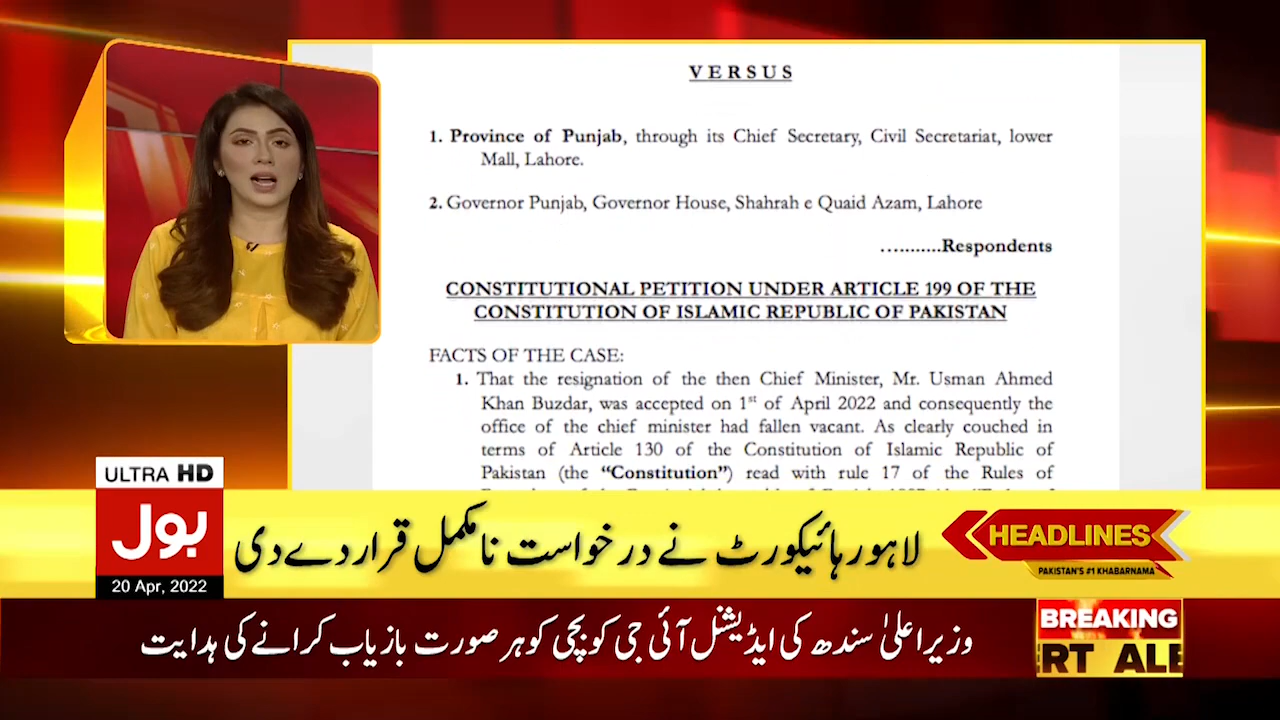 VERSUS
1. Province of Punjab, through its Chief Secretary, Civil Secretariat, lower
Mall, Lahore.
2. Governor Punjab, Governor House, Shahrah e Quaid Azam, Lahore
...........Respondents
CONSTITUTIONAL PETITION UNDER ARTICLE 199 OF THE
CONSTITUTION OF ISLAMIC REPUBLIC OF PAKISTAN
FACTS OF THE CASE:
1. That the resignation of the then Chief Minister, Mr. Usman Ahmed
Khan Buzdar, was accepted on 1st of April 2022 and consequently the
office of the chief minister had fallen vacant. As clearly couched in
terms of Article 130 of the Constitution of Islamic Republic of
Pakistan (the “Constitution”) read with rule 17 of the Rules of
ULTRA HD
بول
20 Apr, 2022
لاہور ہائیکورٹ نے درخواست نامکمل قرار دے دی
HEADLINES
PAKISTAN'S #1 KHABARNAMA
وزیراعلیٰ سندھ کی ایڈیشنل آئی جی کو بچی کو ہر صورت بازیاب کرانے کی ہدایت
BREAKING
ERT ALE